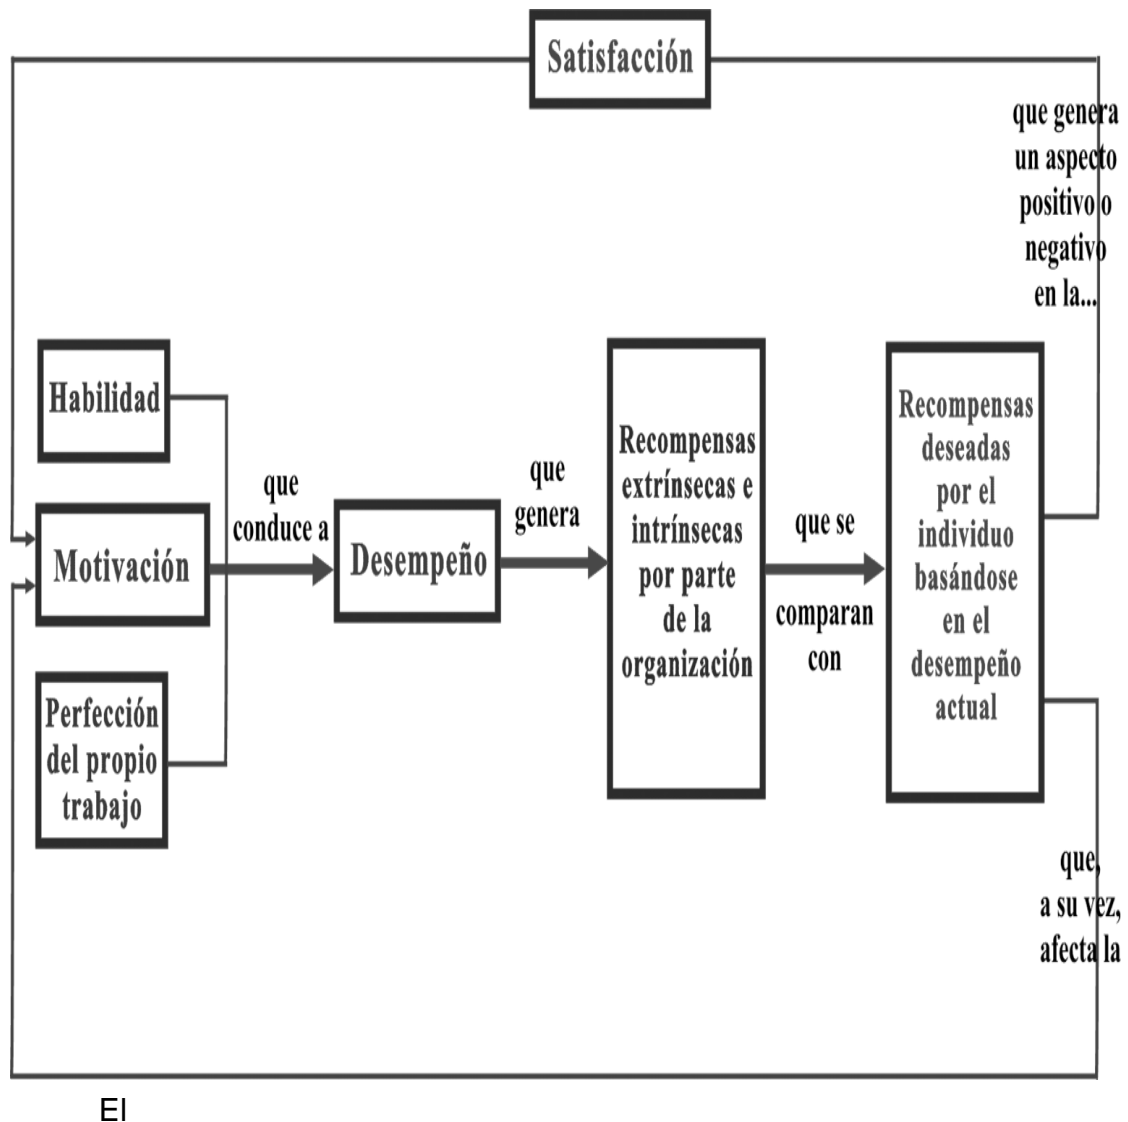 Satisfacción
que genera
un aspecto
positivo o
negativo
en la...
Habilidad
Motivación
Perfección
del propio
trabajo
que
conduce a
Desempeño
que
genera
Recompensas
extrínsecas e
intrínsecas
por parte
de la
organización
que se
comparan
con
Recompensas
deseadas
por el
individuo
basándose
en el
desempeño
actual
que,
a su vez,
afecta la
El